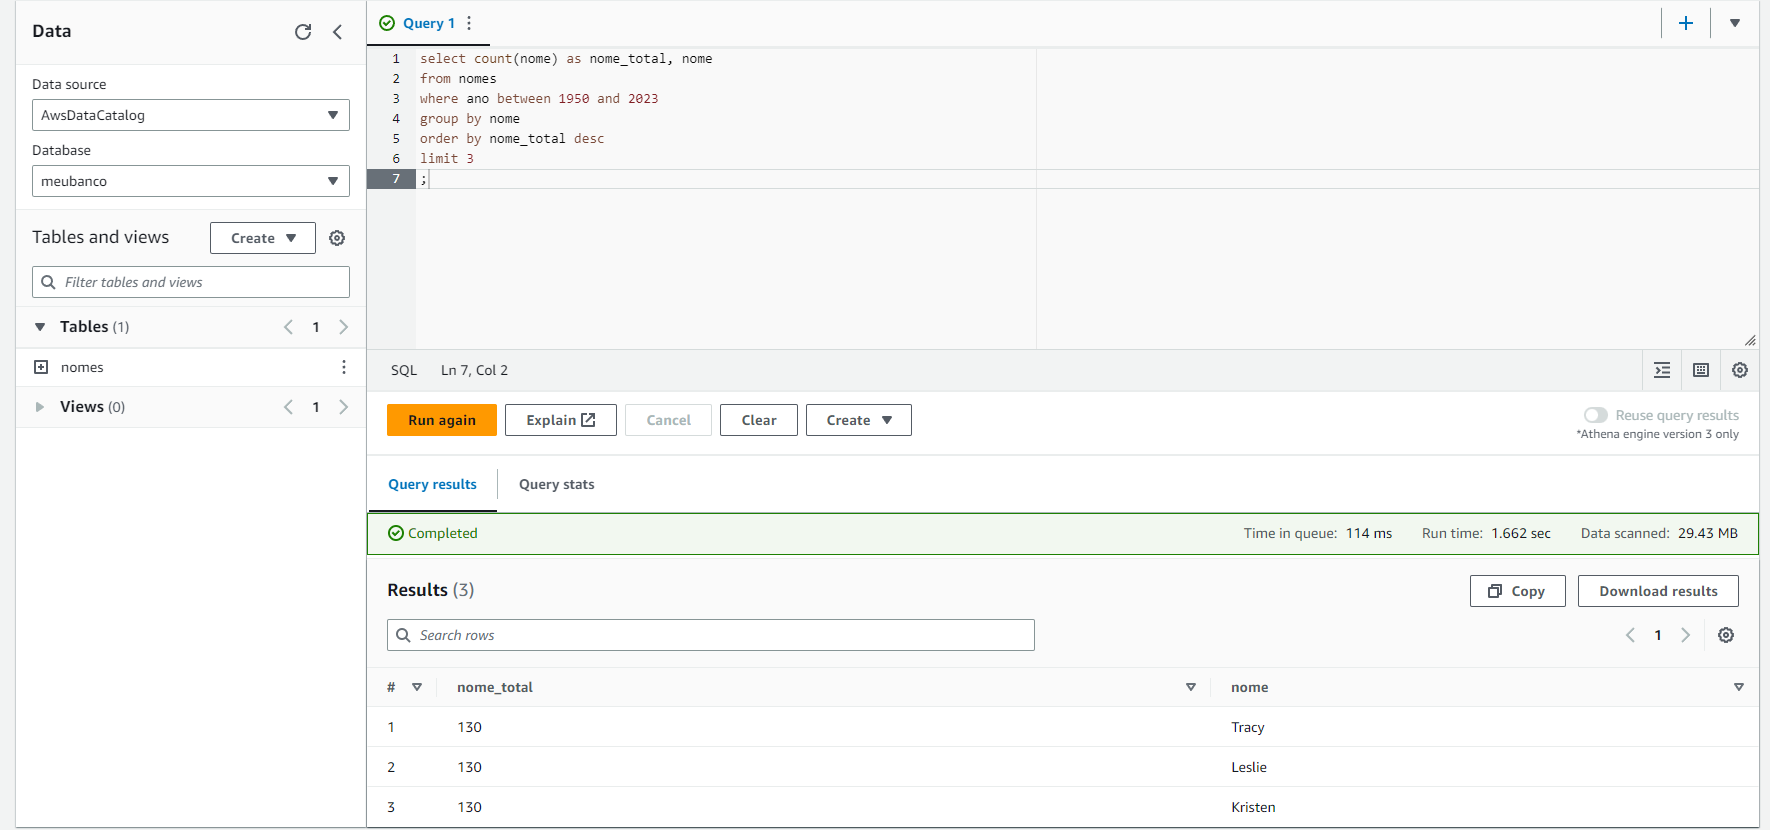 Data
Data source
AwsDataCatalog
Database
meubanco
Tables and views
Create
Filter tables and views
Tables (1)
1
nomes
Views (0)
1
Query 1
1 select count(nome) as nome_total, nome
2 from nomes
3 where ano between 1950 and 2023
4 group by nome
5 order by nome_total desc
6 limit 3
7 ;
SQL Ln 7, Col 2
Run again Explain Cancel Clear Create
Reuse query results
*Athena engine version 3 only
Query results Query stats
Completed Time in queue: 114 ms Run time: 1.662 sec Data scanned: 29.43 MB
Results (3) Copy Download results
Search rows
1
# nome_total nome
1 130 Tracy
2 130 Leslie
3 130 Kristen